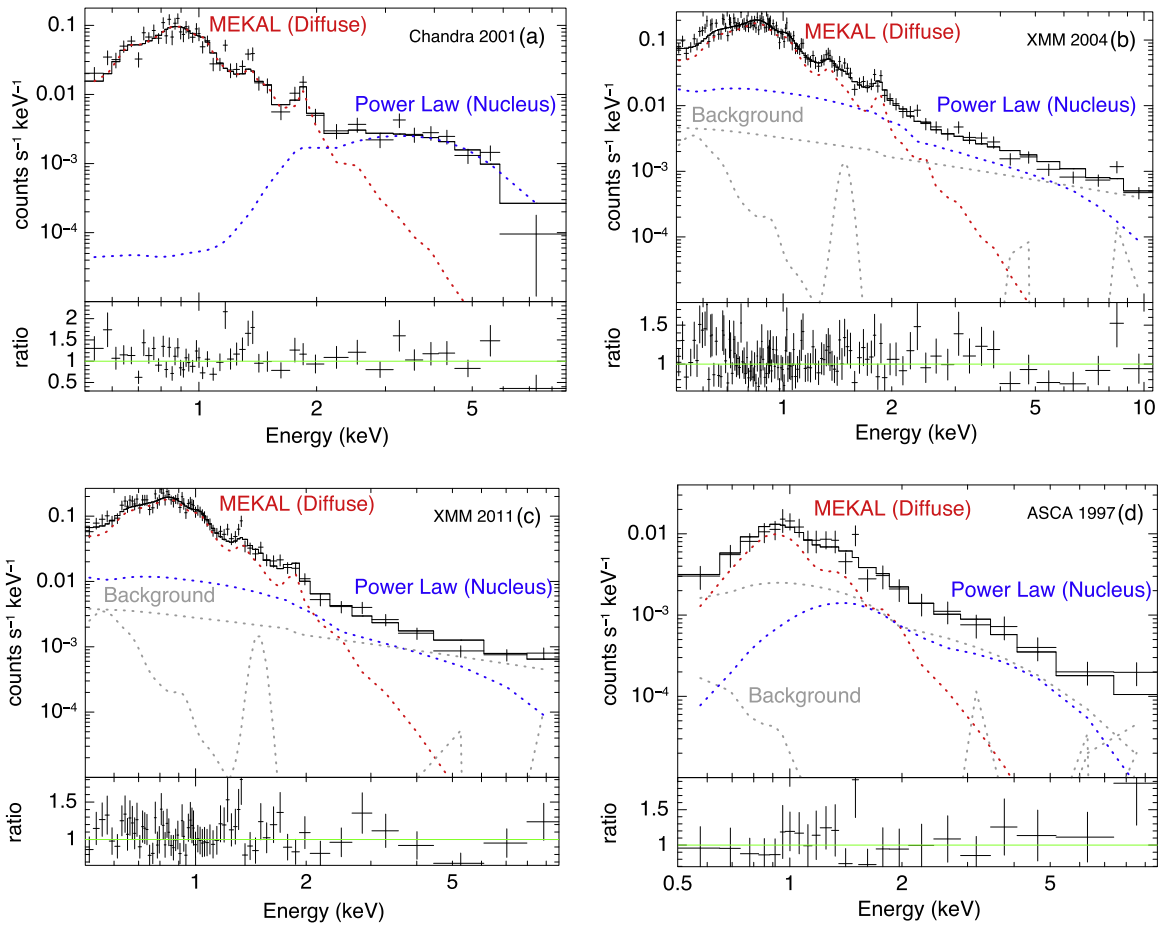 MEKAL (Diffuse)
Chandra 2001 (a)
Power Law (Nucleus)
counts s⁻¹ keV⁻¹
0.1
0.01
10⁻³
10⁻⁴
ratio
2
1.5
1
0.5
1
2
5
Energy (keV)
MEKAL (Diffuse)
XMM 2004 (b)
Power Law (Nucleus)
Background
counts s⁻¹ keV⁻¹
0.1
0.01
10⁻³
10⁻⁴
ratio
1.5
1
1
2
5
10
Energy (keV)
MEKAL (Diffuse)
XMM 2011 (c)
Power Law (Nucleus)
Background
counts s⁻¹ keV⁻¹
0.1
0.01
10⁻³
10⁻⁴
ratio
1.5
1
1
2
5
Energy (keV)
MEKAL (Diffuse)
ASCA 1997 (d)
Power Law (Nucleus)
Background
counts s⁻¹ keV⁻¹
0.01
10⁻³
10⁻⁴
ratio
1.5
1
0.5
1
2
5
Energy (keV)